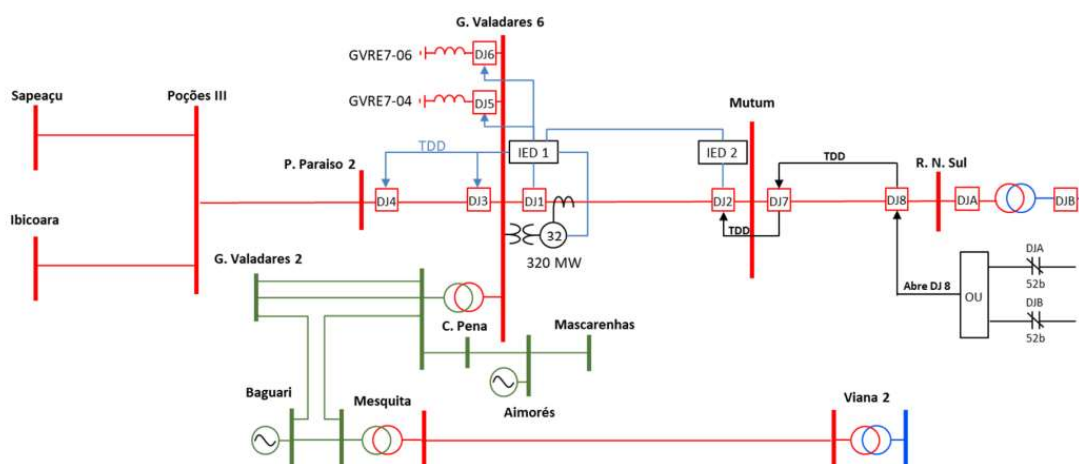 G. Valadares 6
GVRE7-06
DJ6
Sapeaçu
Poções III
GVRE7-04
DJ5
Mutum
TDD
IED 1
IED 2
TDD
R. N. Sul
P. Paraiso 2
DJ4
DJ3
DJ1
DJ2
DJ7
DJ8
DJA
DJB
Ibicoara
32
TDD
320 MW
G. Valadares 2
DJA
52b
Abre DJ 8
OU
DJB
52b
C. Pena
Mascarenhas
Baguari
Mesquita
Aimorés
Viana 2